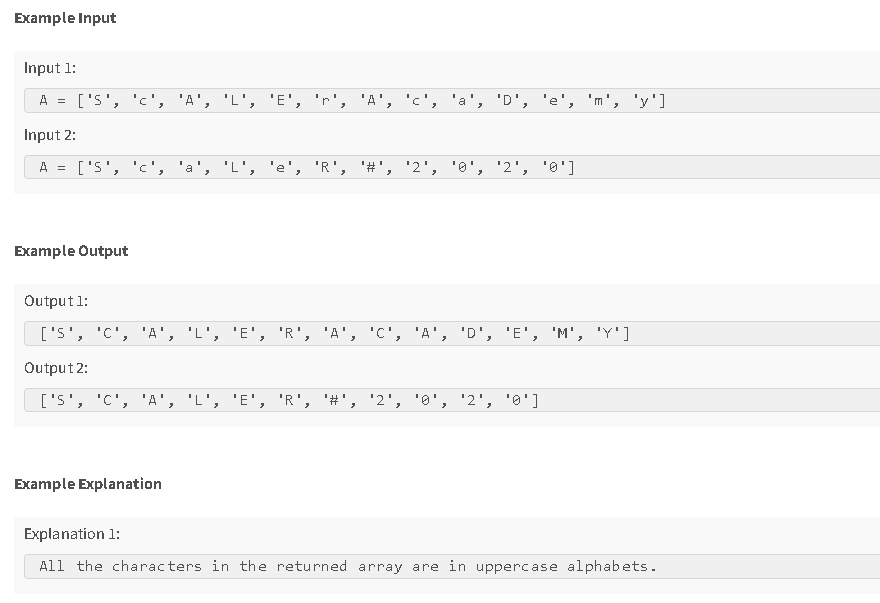 Example Input
Input 1:
A = ['S', 'c', 'A', 'L', 'E', 'r', 'A', 'c', 'a', 'D', 'e', 'm', 'y']
Input 2:
A = ['S', 'c', 'a', 'L', 'e', 'R', '#', '2', '0', '2', '0']
Example Output
Output 1:
['S', 'C', 'A', 'L', 'E', 'R', 'A', 'C', 'A', 'D', 'E', 'M', 'Y']
Output 2:
['S', 'C', 'A', 'L', 'E', 'R', '#', '2', '0', '2', '0']
Example Explanation
Explanation 1:
All the characters in the returned array are in uppercase alphabets.